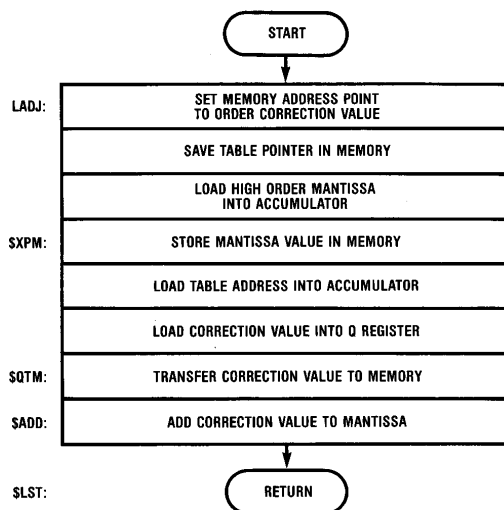 START
LADJ:
SET MEMORY ADDRESS POINT
TO ORDER CORRECTION VALUE
SAVE TABLE POINTER IN MEMORY
LOAD HIGH ORDER MANTISSA
INTO ACCUMULATOR
$XPM:
STORE MANTISSA VALUE IN MEMORY
LOAD TABLE ADDRESS INTO ACCUMULATOR
LOAD CORRECTION VALUE INTO Q REGISTER
$QTM:
TRANSFER CORRECTION VALUE TO MEMORY
$ADD:
ADD CORRECTION VALUE TO MANTISSA
$LST:
RETURN